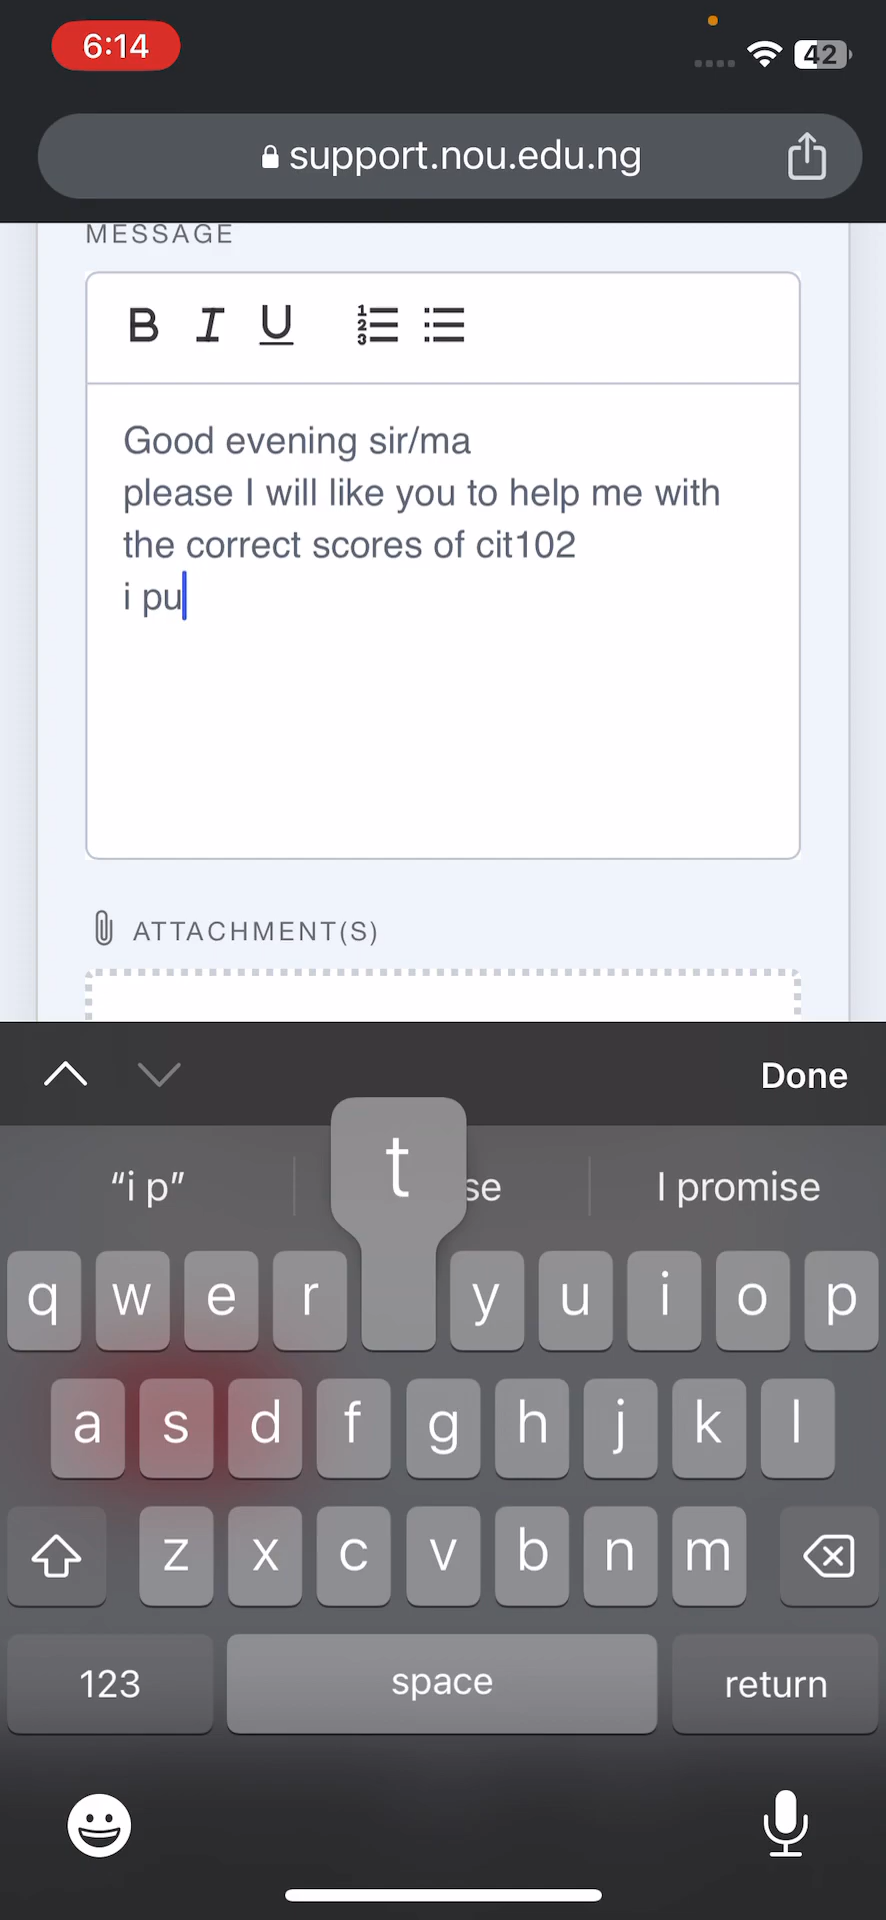 6:14
42
support.nou.edu.ng
MESSAGE
B I U
Good evening sir/ma
please I will like you to help me with
the correct scores of cit102
i pu
ATTACHMENT(S)
Done
“i p” se I promise
t
q w e r y u i o p
a s d f g h j k l
z x c v b n m
123 space return